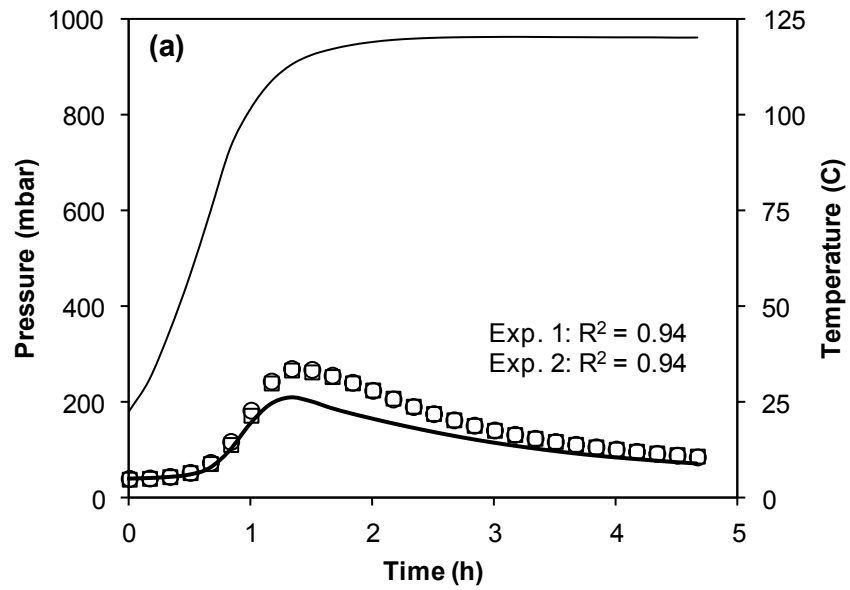 (a)
1000
800
600
400
200
0
Pressure (mbar)
125
100
75
50
25
0
Temperature (C)
Exp. 1: R² = 0.94
Exp. 2: R² = 0.94
0 1 2 3 4 5
Time (h)